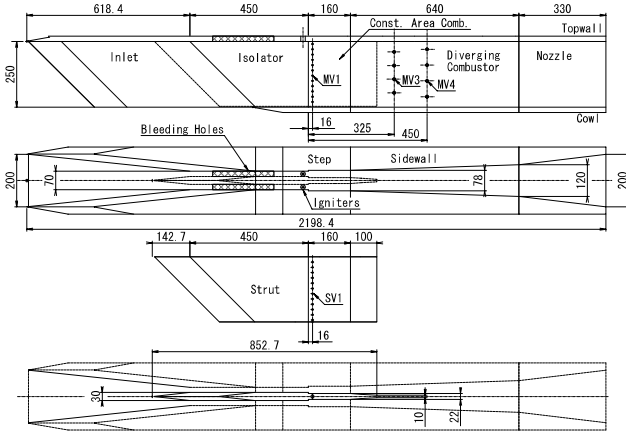 618.4
450
160
640
330
Const. Area Comb.
Topwall
Inlet
Isolator
Diverging
Combustor
Nozzle
250
MV1
MV3
MV4
16
Cowl
325
450
Bleeding Holes
Step
Sidewall
200
70
78
120
200
Igniters
2198.4
142.7
450
160
100
Strut
SV1
16
852.7
30
10
22